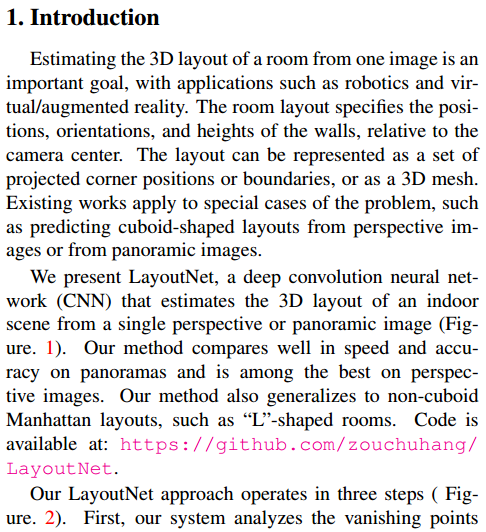 1. Introduction
Estimating the 3D layout of a room from one image is an
important goal, with applications such as robotics and vir-
tual/augmented reality. The room layout specifies the posi-
tions, orientations, and heights of the walls, relative to the
camera center. The layout can be represented as a set of
projected corner positions or boundaries, or as a 3D mesh.
Existing works apply to special cases of the problem, such
as predicting cuboid-shaped layouts from perspective im-
ages or from panoramic images.
We present LayoutNet, a deep convolution neural net-
work (CNN) that estimates the 3D layout of an indoor
scene from a single perspective or panoramic image (Fig-
ure. 1). Our method compares well in speed and accu-
racy on panoramas and is among the best on perspec-
tive images. Our method also generalizes to non-cuboid
Manhattan layouts, such as “L”-shaped rooms. Code is
available at: https://github.com/zouchuhang/
LayoutNet.
Our LayoutNet approach operates in three steps ( Fig-
ure. 2). First, our system analyzes the vanishing points